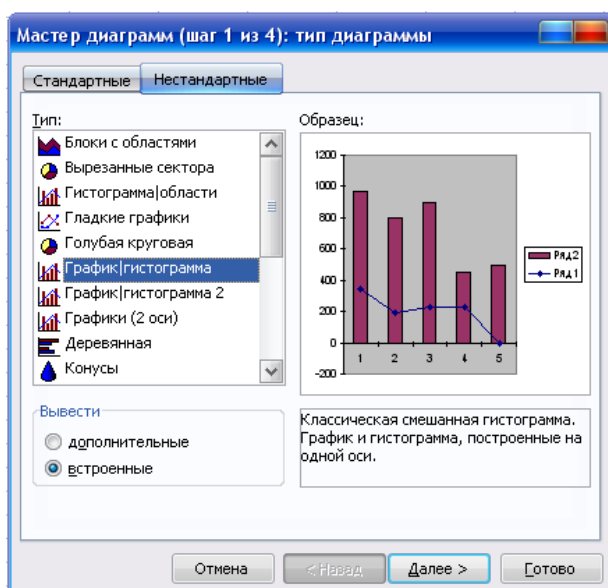 Мастер диаграмм (шаг 1 из 4): тип диаграммы
Стандартные
Нестандартные
Тип:
Блоки с областями
Вырезанные сектора
Гистограмма|области
Гладкие графики
Голубая круговая
График|гистограмма
График|гистограмма 2
Графики (2 оси)
Деревянная
Конусы
Вывести
дополнительные
встроенные
Образец:
1200
1000
800
600
400
200
0
-200
1 2 3 4 5
Ряд2
Ряд1
Классическая смешанная гистограмма.
График и гистограмма, построенные на
одной оси.
Отмена
< Назад
Далее >
Готово